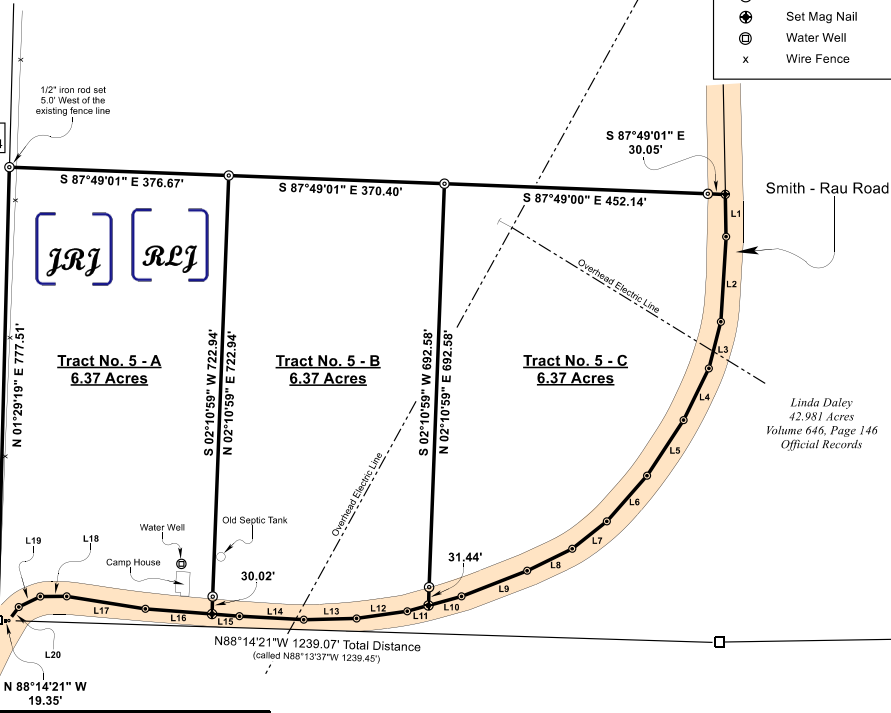 Set Mag Nail
Water Well
x Wire Fence
1/2" iron rod set
5.0' West of the
existing fence line
S 87°49'01" E
30.05'
S 87°49'01" E 376.67'
S 87°49'01" E 370.40'
S 87°49'00" E 452.14'
Smith - Rau Road
L1
JRJ
RLJ
L2
Overhead Electric Line
N 01°29'19" E 777.51'
S 02°10'59" W 722.94'
N 02°10'59" E 722.94'
S 02°10'59" W 692.58'
N 02°10'59" E 692.58'
Tract No. 5 - A
6.37 Acres
Tract No. 5 - B
6.37 Acres
Tract No. 5 - C
6.37 Acres
L3
L4
Linda Daley
42.981 Acres
Volume 646, Page 146
Official Records
L5
Overhead Electric Line
L6
Water Well
Old Septic Tank
L7
L19
L18
Camp House
31.44'
L8
30.02'
L9
L17
L16
L15
L14
L13
L12
L11
L10
N88°14'21"W 1239.07' Total Distance
(called N88°13'37"W 1239.45')
L20
N 88°14'21" W
19.35'